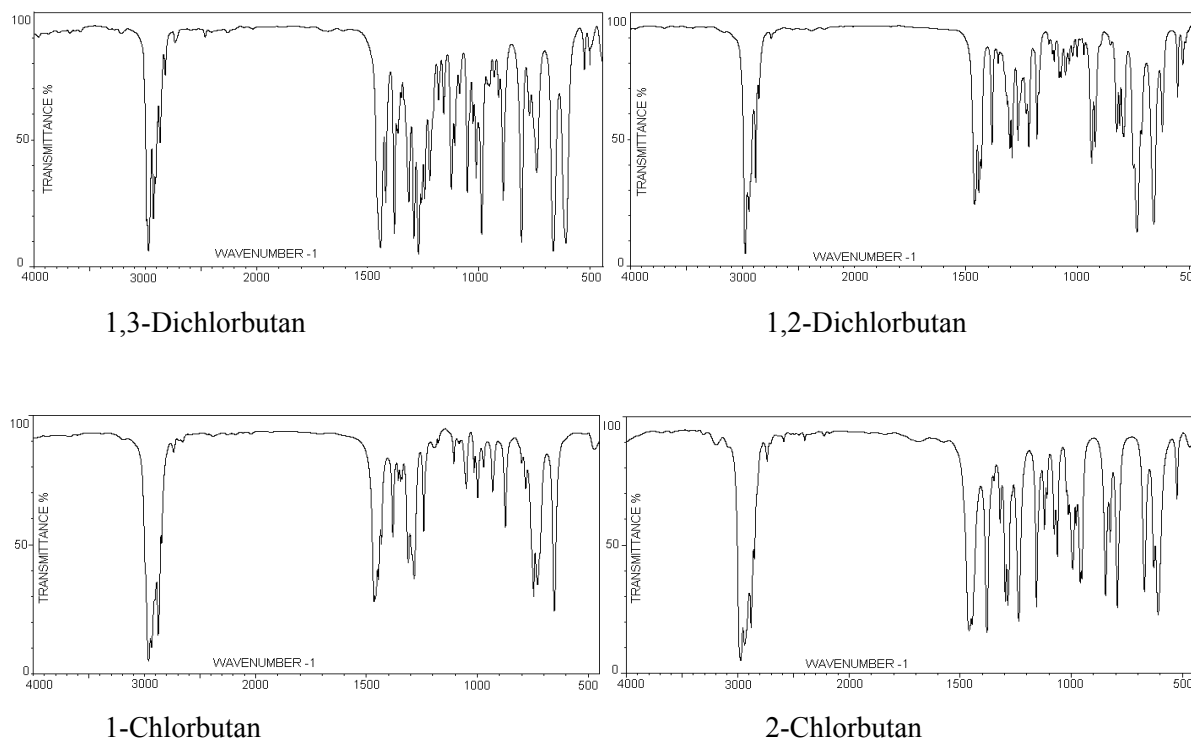 100
TRANSMITTANCE %
50
0
WAVENUMBER -1
4000 3000 2000 1500 1000 500
1,3-Dichlorbutan
100
TRANSMITTANCE %
50
0
WAVENUMBER -1
4000 3000 2000 1500 1000 500
1,2-Dichlorbutan
100
TRANSMITTANCE %
50
0
WAVENUMBER -1
4000 3000 2000 1500 1000 500
1-Chlorbutan
100
TRANSMITTANCE %
50
0
WAVENUMBER -1
4000 3000 2000 1500 1000 500
2-Chlorbutan